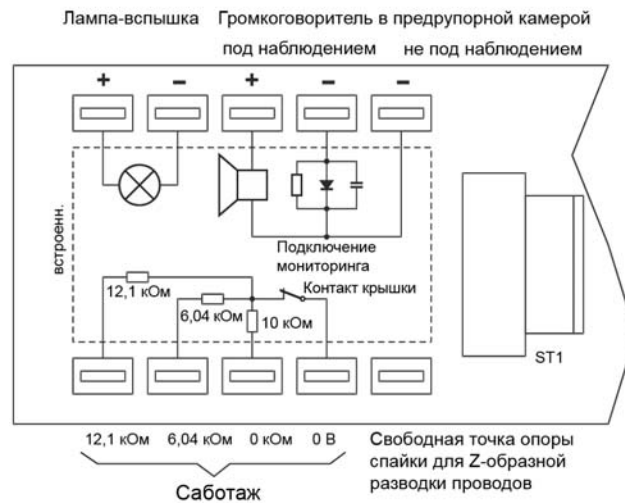 Лампа-вспышка Громкоговоритель в предрупорной камерой
под наблюдением не под наблюдением
+ − + − −
встроенн.
Подключение
мониторинга
12,1 кОм
Контакт крышки
6,04 кОм
10 кОм
ST1
12,1 кОм 6,04 кОм 0 кОм 0 В
Саботаж
Свободная точка опоры
спайки для Z-образной
разводки проводов